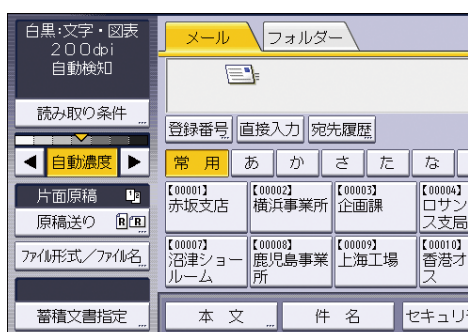 白黒:文字・図表
200dpi
自動検知
読み取り条件
自動濃度
片面原稿
原稿送り
ファイル形式/ファイル名
蓄積文書指定
メール
フォルダー
登録番号
直接入力
宛先履歴
常用
あ
か
さ
た
な
【00001】
赤坂支店
【00002】
横浜事業所
【00003】
企画課
【00004】
ロサン
ス支局
【00007】
沼津ショー
ルーム
【00008】
鹿児島事業
所
【00009】
上海工場
【00010】
香港オ
ス
本文
件名
セキュリ